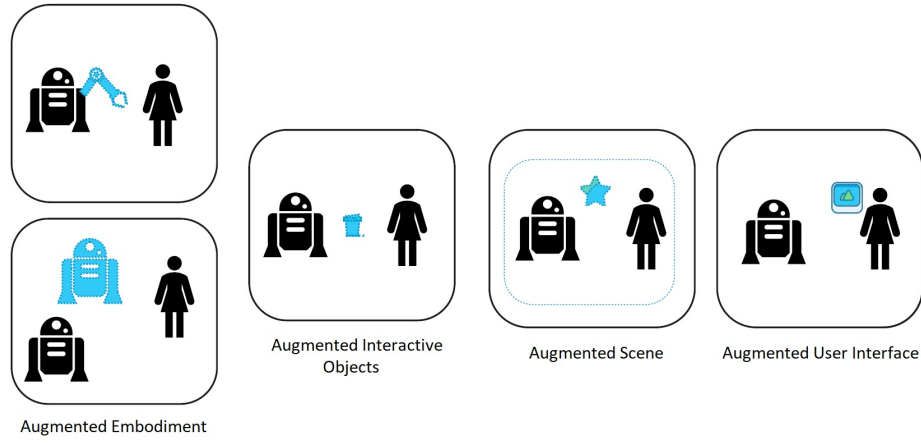 Augmented Embodiment
Augmented Interactive
Objects
Augmented Scene
Augmented User Interface